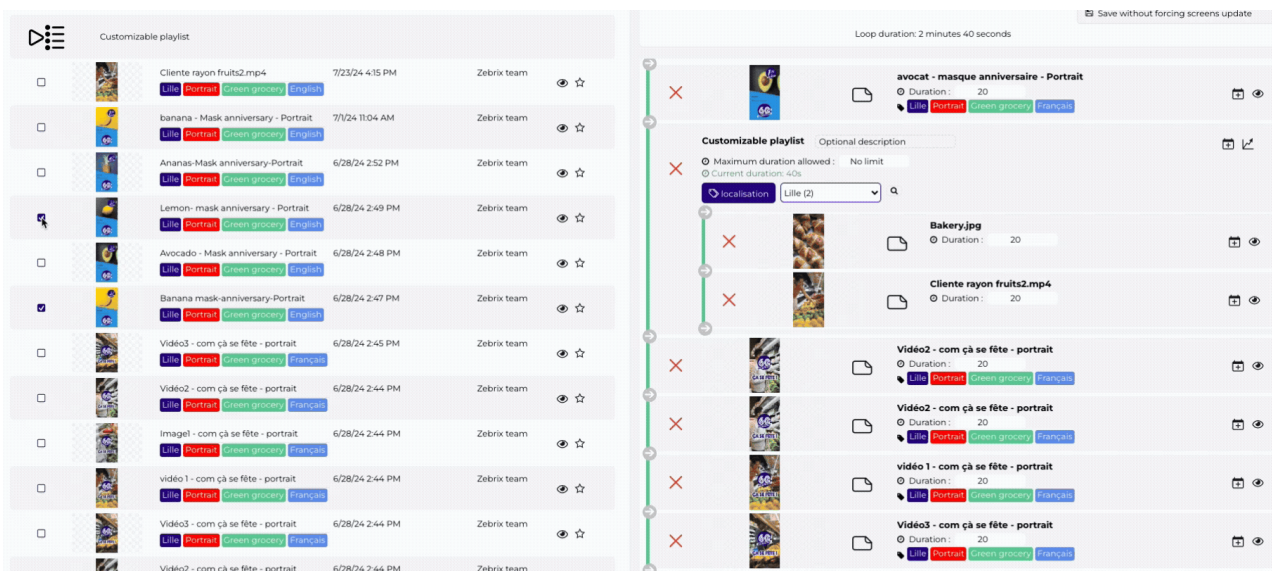 Save without forcing screens update
Customizable playlist
Loop duration: 2 minutes 40 seconds
Cliente rayon fruits2.mp4 7/23/24 4:15 PM Zebrix team
Lille Portrait Green grocery English
banana - Mask anniversary - Portrait 7/1/24 11:04 AM Zebrix team
Lille Portrait Green grocery English
Ananas-Mask anniversary-Portrait 6/28/24 2:52 PM Zebrix team
Lille Portrait Green grocery English
Lemon- mask anniversary - Portrait 6/28/24 2:49 PM Zebrix team
Lille Portrait Green grocery English
Avocado - Mask anniversary - Portrait 6/28/24 2:48 PM Zebrix team
Lille Portrait Green grocery English
Banana mask-anniversary-Portrait 6/28/24 2:47 PM Zebrix team
Lille Portrait Green grocery English
Vidéo3 - com çà se fête - portrait 6/28/24 2:45 PM Zebrix team
Lille Portrait Green grocery Français
Vidéo2 - com çà se fête - portrait 6/28/24 2:44 PM Zebrix team
Lille Portrait Green grocery Français
Image1 - com çà se fête - portrait 6/28/24 2:44 PM Zebrix team
Lille Portrait Green grocery Français
vidéo 1 - com çà se fête - portrait 6/28/24 2:44 PM Zebrix team
Lille Portrait Green grocery Français
Vidéo3 - com çà se fête - portrait 6/28/24 2:44 PM Zebrix team
Lille Portrait Green grocery Français
Vidéo2 - com çà se fête - portrait 6/28/24 2:44 PM Zebrix team
avocat - masque anniversaire - Portrait
Duration : 20
Lille Portrait Green grocery Français
Customizable playlist Optional description
Maximum duration allowed : No limit
Current duration: 40s
localisation Lille (2)
Bakery.jpg
Duration : 20
Cliente rayon fruits2.mp4
Duration : 20
Vidéo2 - com çà se fête - portrait
Duration : 20
Lille Portrait Green grocery Français
Vidéo2 - com çà se fête - portrait
Duration : 20
Lille Portrait Green grocery Français
vidéo 1 - com çà se fête - portrait
Duration : 20
Lille Portrait Green grocery Français
Vidéo3 - com çà se fête - portrait
Duration : 20
Lille Portrait Green grocery Français